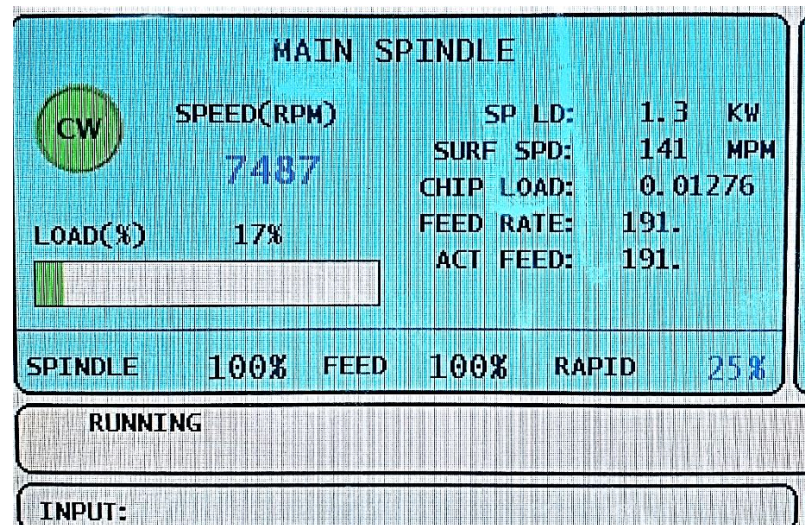 MAIN SPINDLE
CW
SPEED(RPM)
7487
LOAD(%) 17%
SP LD: 1.3 KW
SURF SPD: 141 MPM
CHIP LOAD: 0.01276
FEED RATE: 191.
ACT FEED: 191.
SPINDLE 100% FEED 100% RAPID 25%
RUNNING
INPUT: